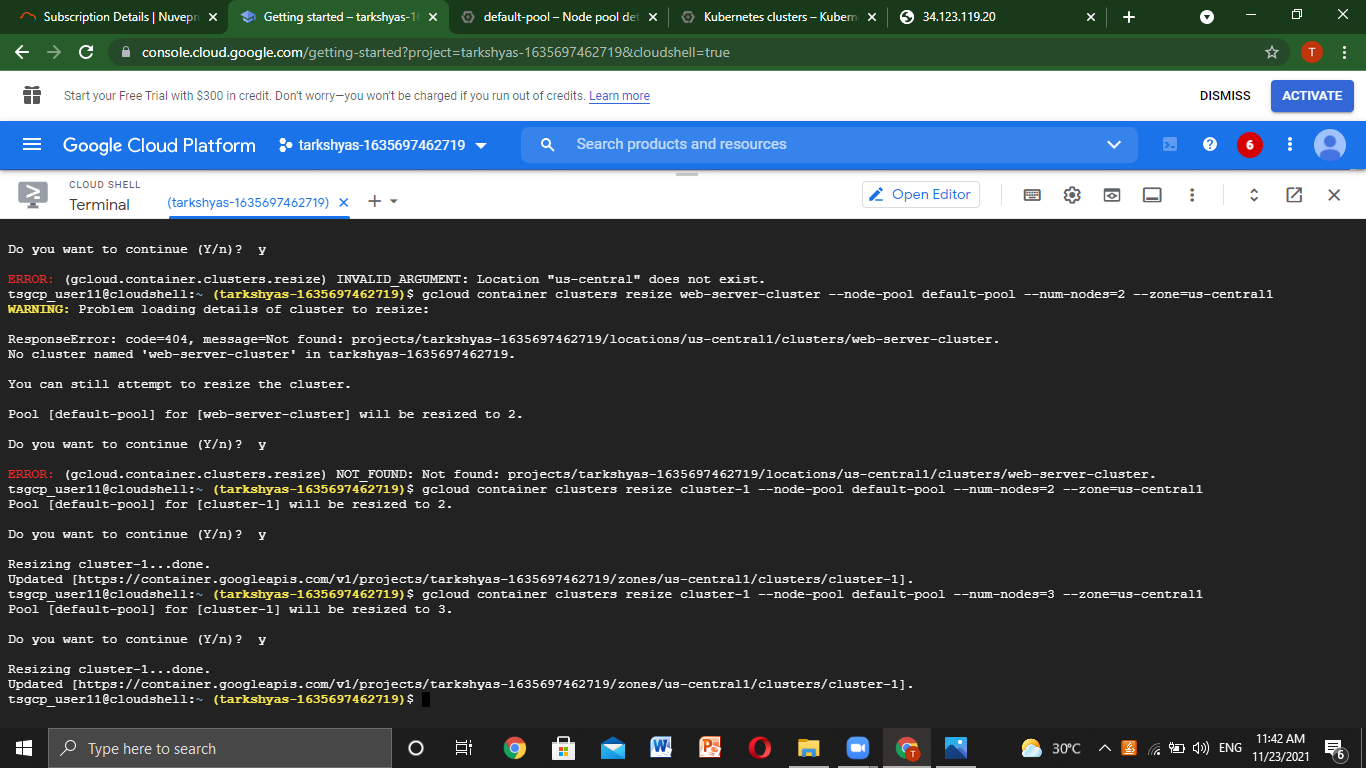 Subscription Details | Nuvepr
Getting started – tarkshyas-16
default-pool – Node pool det
Kubernetes clusters – Kubern
34.123.119.20
console.cloud.google.com/getting-started?project=tarkshyas-1635697462719&cloudshell=true
T
Start your Free Trial with $300 in credit. Don't worry—you won't be charged if you run out of credits. Learn more
DISMISS
ACTIVATE
Google Cloud Platform
tarkshyas-1635697462719
Search products and resources
6
CLOUD SHELL
Terminal
(tarkshyas-1635697462719)
Open Editor
Do you want to continue (Y/n)?  y
ERROR: (gcloud.container.clusters.resize) INVALID_ARGUMENT: Location "us-central" does not exist.
tsgcp_user11@cloudshell:~ (tarkshyas-1635697462719)$ gcloud container clusters resize web-server-cluster --node-pool default-pool --num-nodes=2 --zone=us-central1
WARNING: Problem loading details of cluster to resize:
ResponseError: code=404, message=Not found: projects/tarkshyas-1635697462719/locations/us-central1/clusters/web-server-cluster.
No cluster named 'web-server-cluster' in tarkshyas-1635697462719.
You can still attempt to resize the cluster.
Pool [default-pool] for [web-server-cluster] will be resized to 2.
Do you want to continue (Y/n)?  y
ERROR: (gcloud.container.clusters.resize) NOT_FOUND: Not found: projects/tarkshyas-1635697462719/locations/us-central1/clusters/web-server-cluster.
tsgcp_user11@cloudshell:~ (tarkshyas-1635697462719)$ gcloud container clusters resize cluster-1 --node-pool default-pool --num-nodes=2 --zone=us-central1
Pool [default-pool] for [cluster-1] will be resized to 2.
Do you want to continue (Y/n)?  y
Resizing cluster-1...done.
Updated [https://container.googleapis.com/v1/projects/tarkshyas-1635697462719/zones/us-central1/clusters/cluster-1].
tsgcp_user11@cloudshell:~ (tarkshyas-1635697462719)$ gcloud container clusters resize cluster-1 --node-pool default-pool --num-nodes=3 --zone=us-central1
Pool [default-pool] for [cluster-1] will be resized to 3.
Do you want to continue (Y/n)?  y
Resizing cluster-1...done.
Updated [https://container.googleapis.com/v1/projects/tarkshyas-1635697462719/zones/us-central1/clusters/cluster-1].
tsgcp_user11@cloudshell:~ (tarkshyas-1635697462719)$
Type here to search
30°C
ENG
11:42 AM
11/23/2021
6